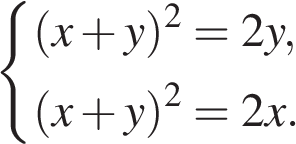 (x + y)² = 2y,
(x + y)² = 2x.